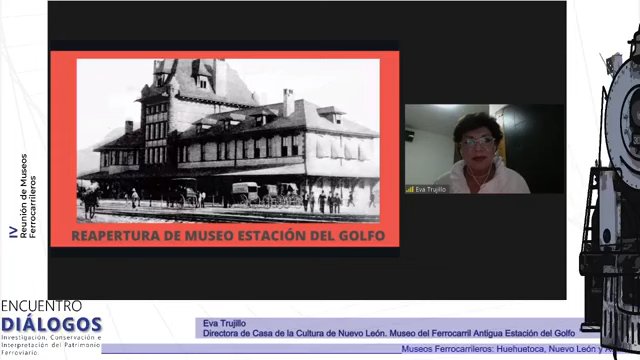 REAPERTURA DE MUSEO ESTACIÓN DEL GOLFO
Eva Trujillo
IV
Reunión de Museos
Ferrocarrileros
ENCUENTRO
DIÁLOGOS
Investigación, Conservación e
Interpretación del Patrimonio
Ferroviario.
Eva Trujillo
Directora de Casa de la Cultura de Nuevo León. Museo del Ferrocarril Antigua Estación del Golfo
Museos Ferrocarrileros: Huehuetoca, Nuevo León y A